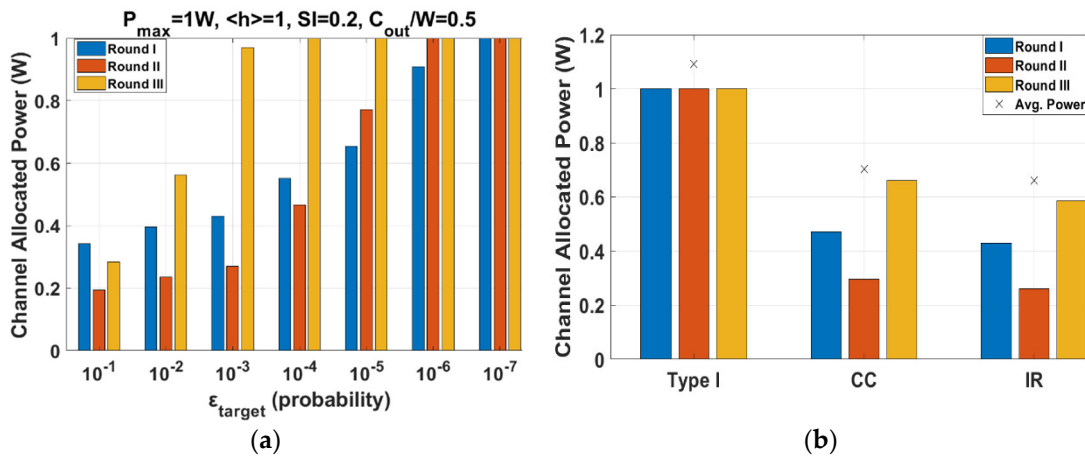 P_max=1W, <h>=1, SI=0.2, C_out/W=0.5
Channel Allocated Power (W)
1
0.8
0.6
0.4
0.2
0
Round I
Round II
Round III
10^-1
10^-2
10^-3
10^-4
10^-5
10^-6
10^-7
ε_target (probability)
(a)
Channel Allocated Power (W)
1.2
1
0.8
0.6
0.4
0.2
0
Round I
Round II
Round III
× Avg. Power
Type I
CC
IR
(b)